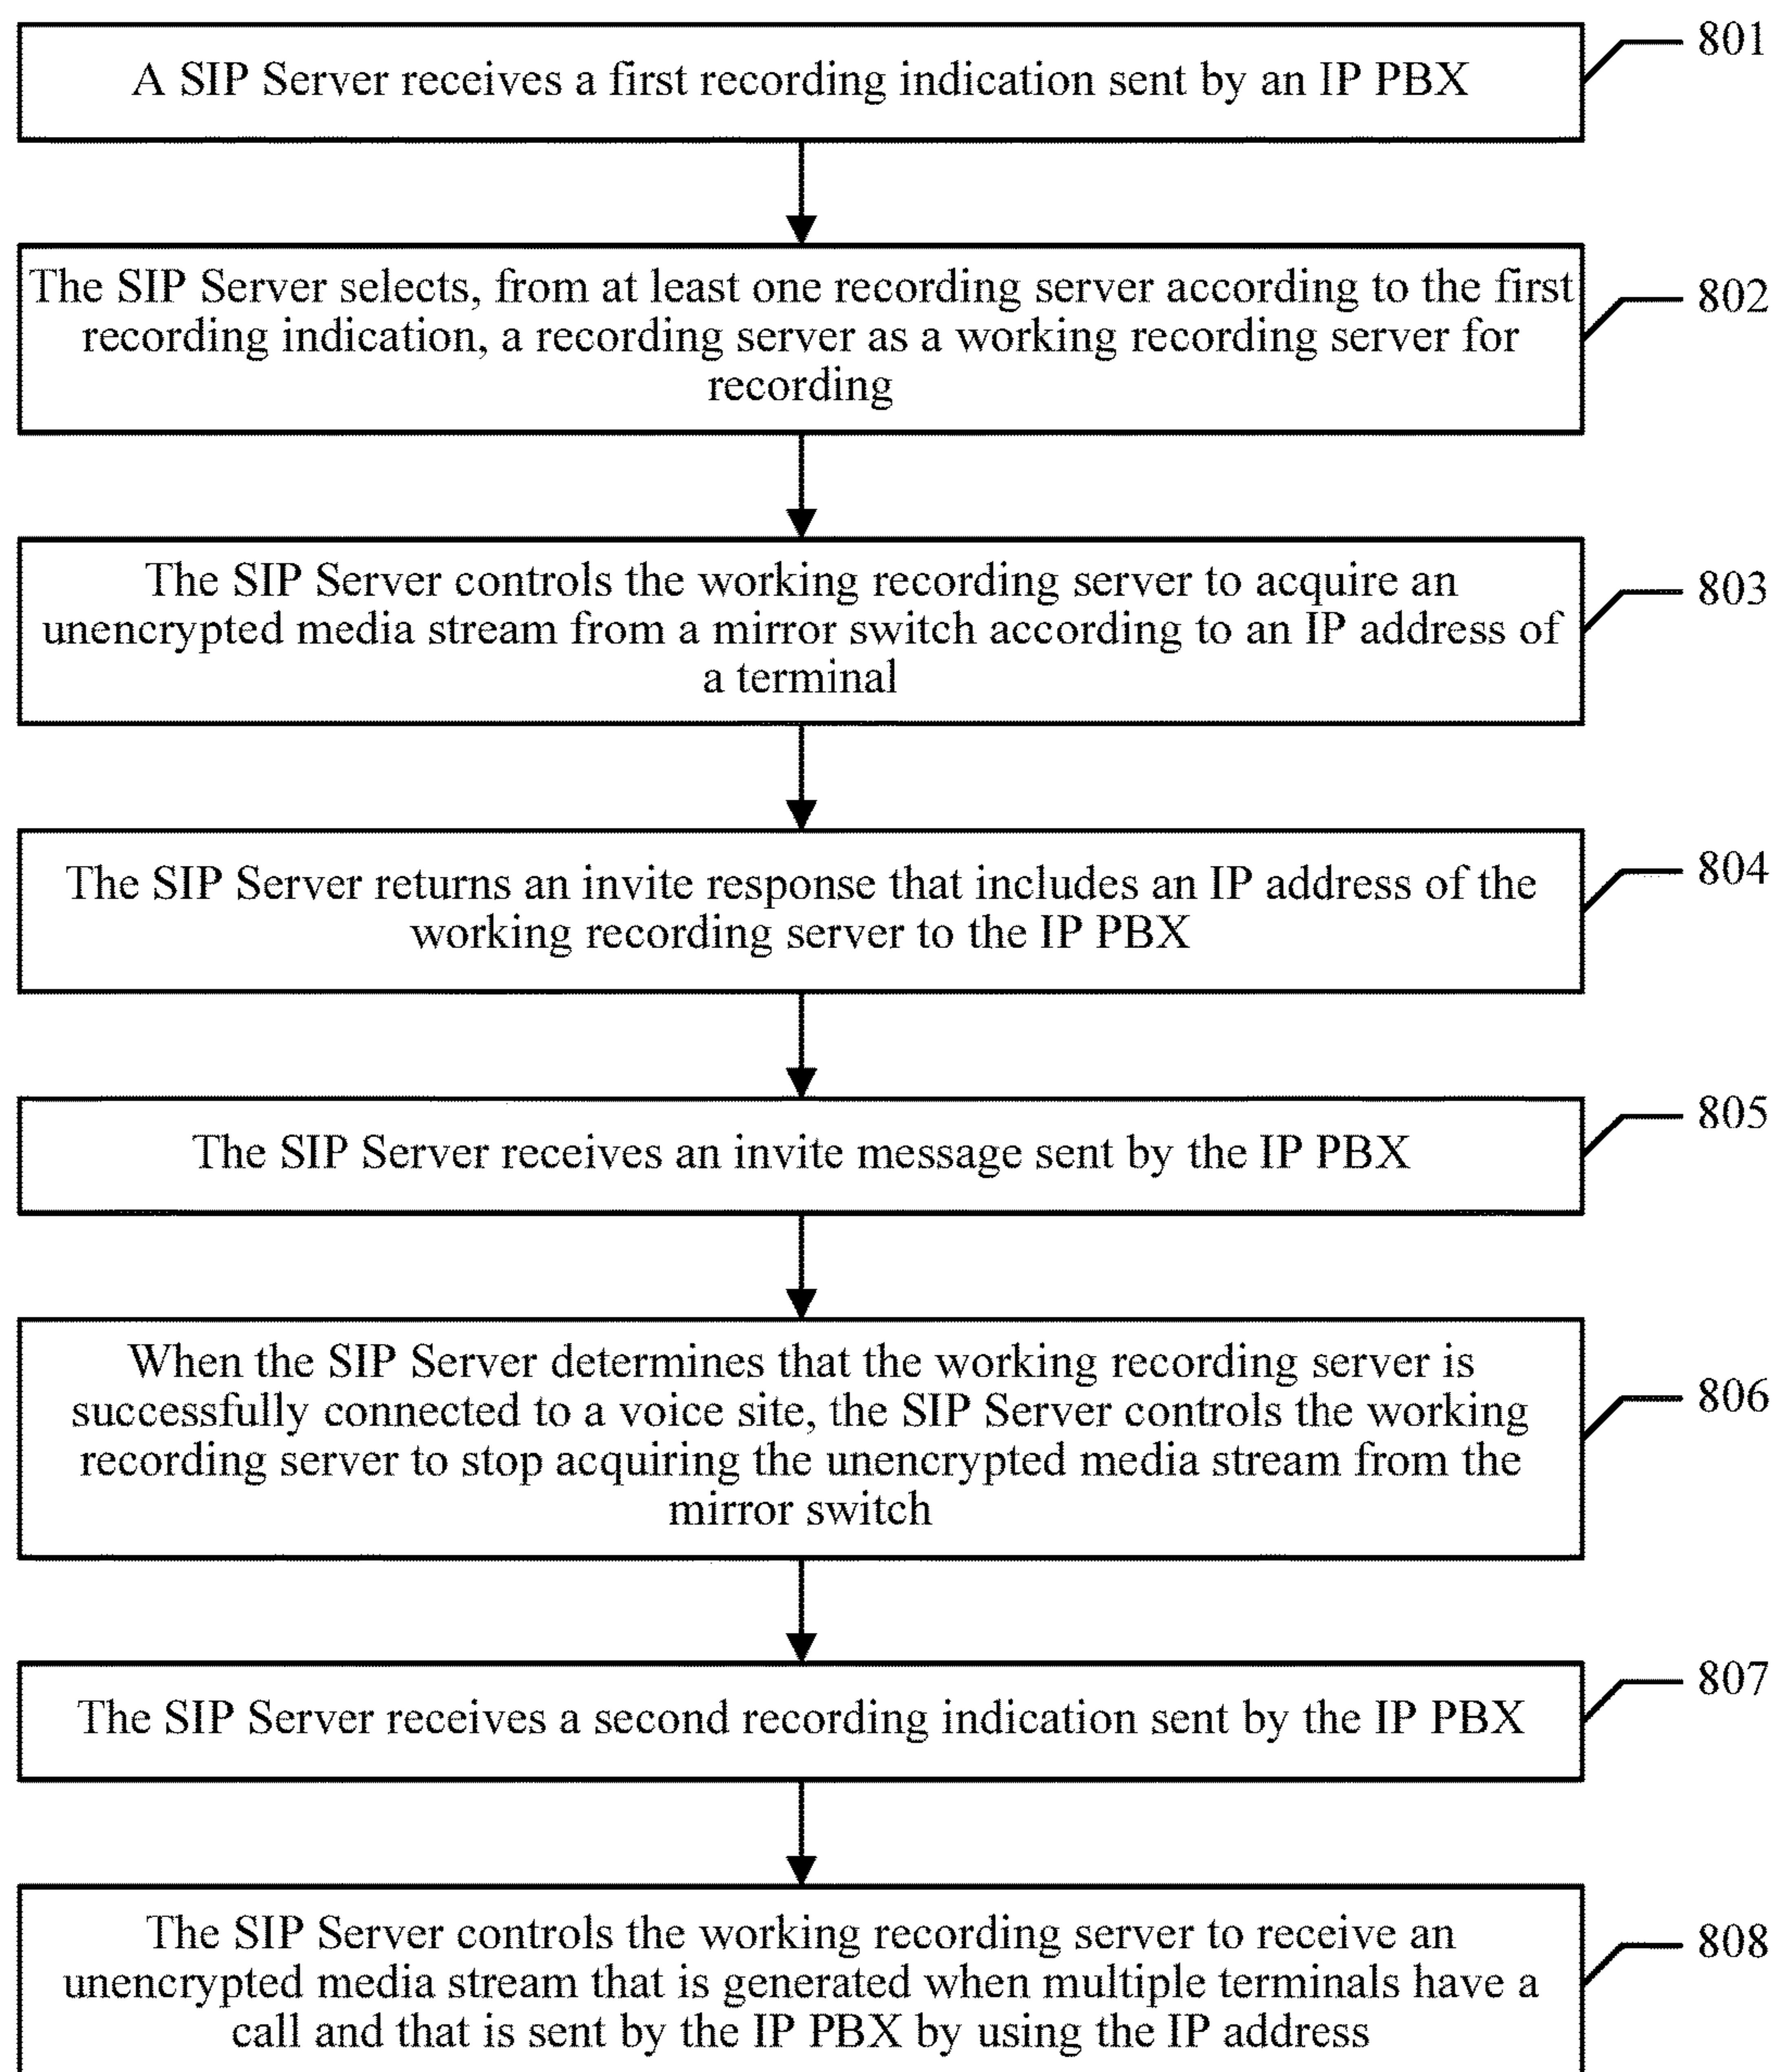 A SIP Server receives a first recording indication sent by an IP PBX
801
The SIP Server selects, from at least one recording server according to the first
recording indication, a recording server as a working recording server for
recording
802
The SIP Server controls the working recording server to acquire an
unencrypted media stream from a mirror switch according to an IP address of
a terminal
803
The SIP Server returns an invite response that includes an IP address of the
working recording server to the IP PBX
804
The SIP Server receives an invite message sent by the IP PBX
805
When the SIP Server determines that the working recording server is
successfully connected to a voice site, the SIP Server controls the working
recording server to stop acquiring the unencrypted media stream from the
mirror switch
806
The SIP Server receives a second recording indication sent by the IP PBX
807
The SIP Server controls the working recording server to receive an
unencrypted media stream that is generated when multiple terminals have a
call and that is sent by the IP PBX by using the IP address
808